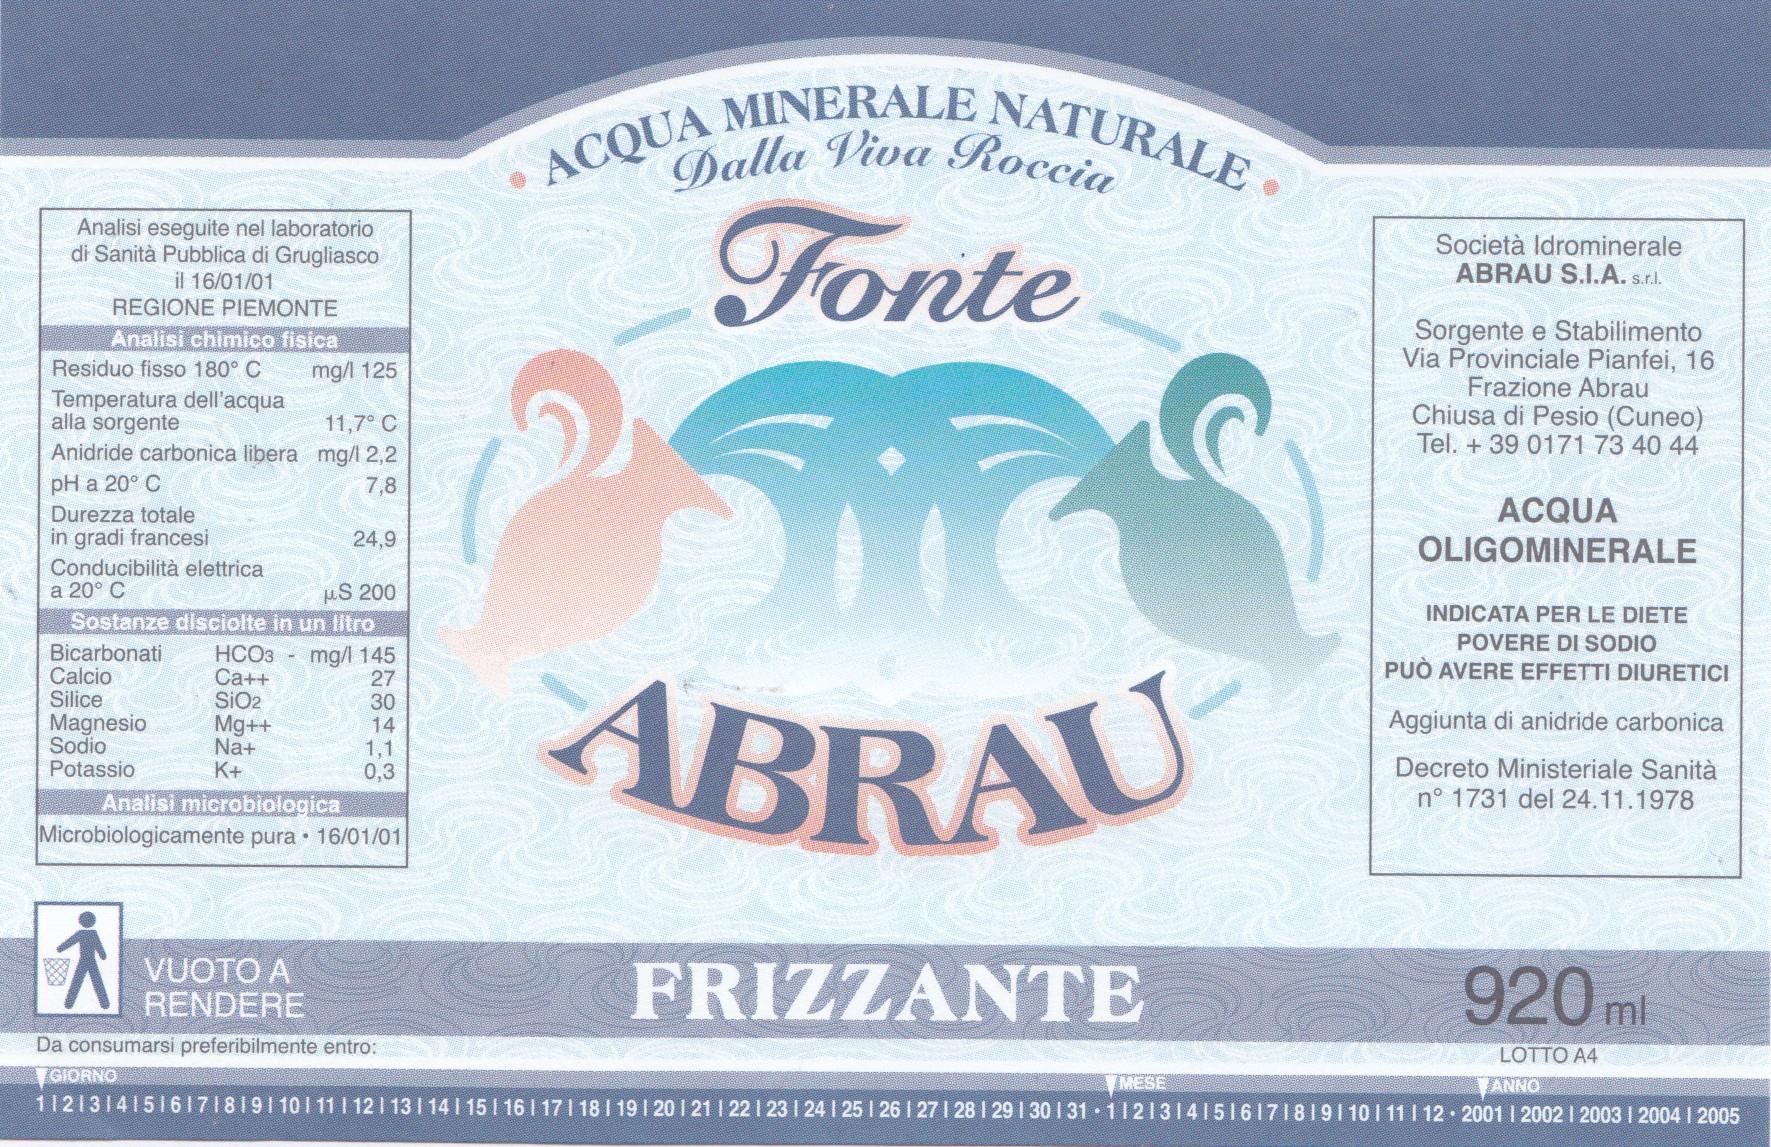 ACQUA MINERALE NATURALE
Dalla Viva Roccia
Fonte
ABRAU
Analisi eseguite nel laboratorio
di Sanità Pubblica di Grugliasco
il 16/01/01
REGIONE PIEMONTE
Analisi chimico fisica
Residuo fisso 180° C mg/l 125
Temperatura dell'acqua
alla sorgente 11,7° C
Anidride carbonica libera mg/l 2,2
pH a 20° C 7,8
Durezza totale
in gradi francesi 24,9
Conducibilità elettrica
a 20° C µS 200
Sostanze disciolte in un litro
Bicarbonati HCO3 - mg/l 145
Calcio Ca++ 27
Silice SiO2 30
Magnesio Mg++ 14
Sodio Na+ 1,1
Potassio K+ 0,3
Analisi microbiologica
Microbiologicamente pura • 16/01/01
Società Idrominerale
ABRAU S.I.A. s.r.l.
Sorgente e Stabilimento
Via Provinciale Pianfei, 16
Frazione Abrau
Chiusa di Pesio (Cuneo)
Tel. + 39 0171 73 40 44
ACQUA
OLIGOMINERALE
INDICATA PER LE DIETE
POVERE DI SODIO
PUÒ AVERE EFFETTI DIURETICI
Aggiunta di anidride carbonica
Decreto Ministeriale Sanità
n° 1731 del 24.11.1978
VUOTO A
RENDERE
FRIZZANTE
920 ml
LOTTO A4
Da consumarsi preferibilmente entro:
GIORNO MESE ANNO
1 | 2 | 3 | 4 | 5 | 6 | 7 | 8 | 9 | 10 | 11 | 12 | 13 | 14 | 15 | 16 | 17 | 18 | 19 | 20 | 21 | 22 | 23 | 24 | 25 | 26 | 27 | 28 | 29 | 30 | 31 • 1 | 2 | 3 | 4 | 5 | 6 | 7 | 8 | 9 | 10 | 11 | 12 • 2001 | 2002 | 2003 | 2004 | 2005